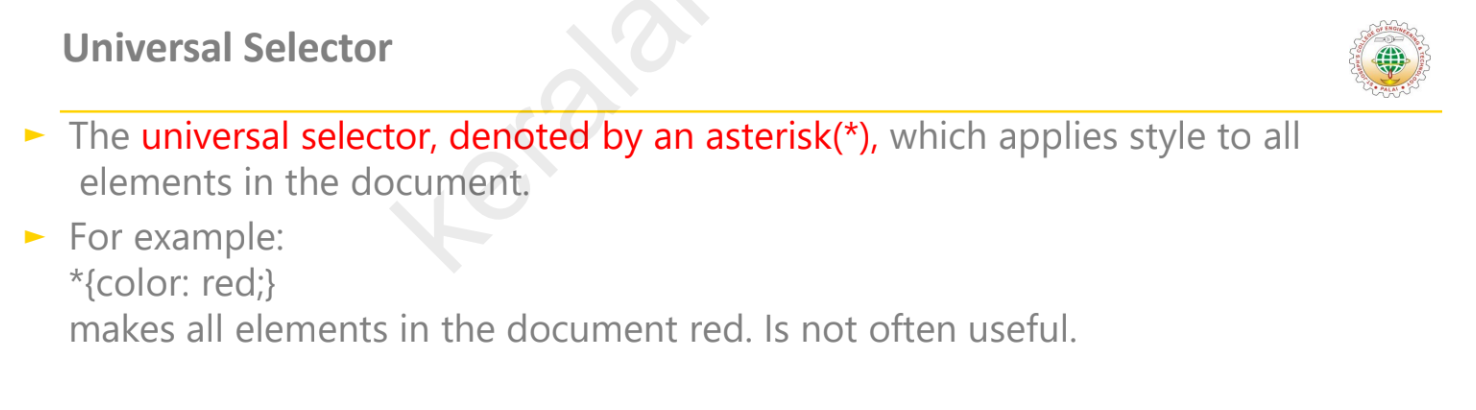 Universal Selector
► The universal selector, denoted by an asterisk(*), which applies style to all
elements in the document.
► For example:
*{color: red;}
makes all elements in the document red. Is not often useful.
kerala
PALAI